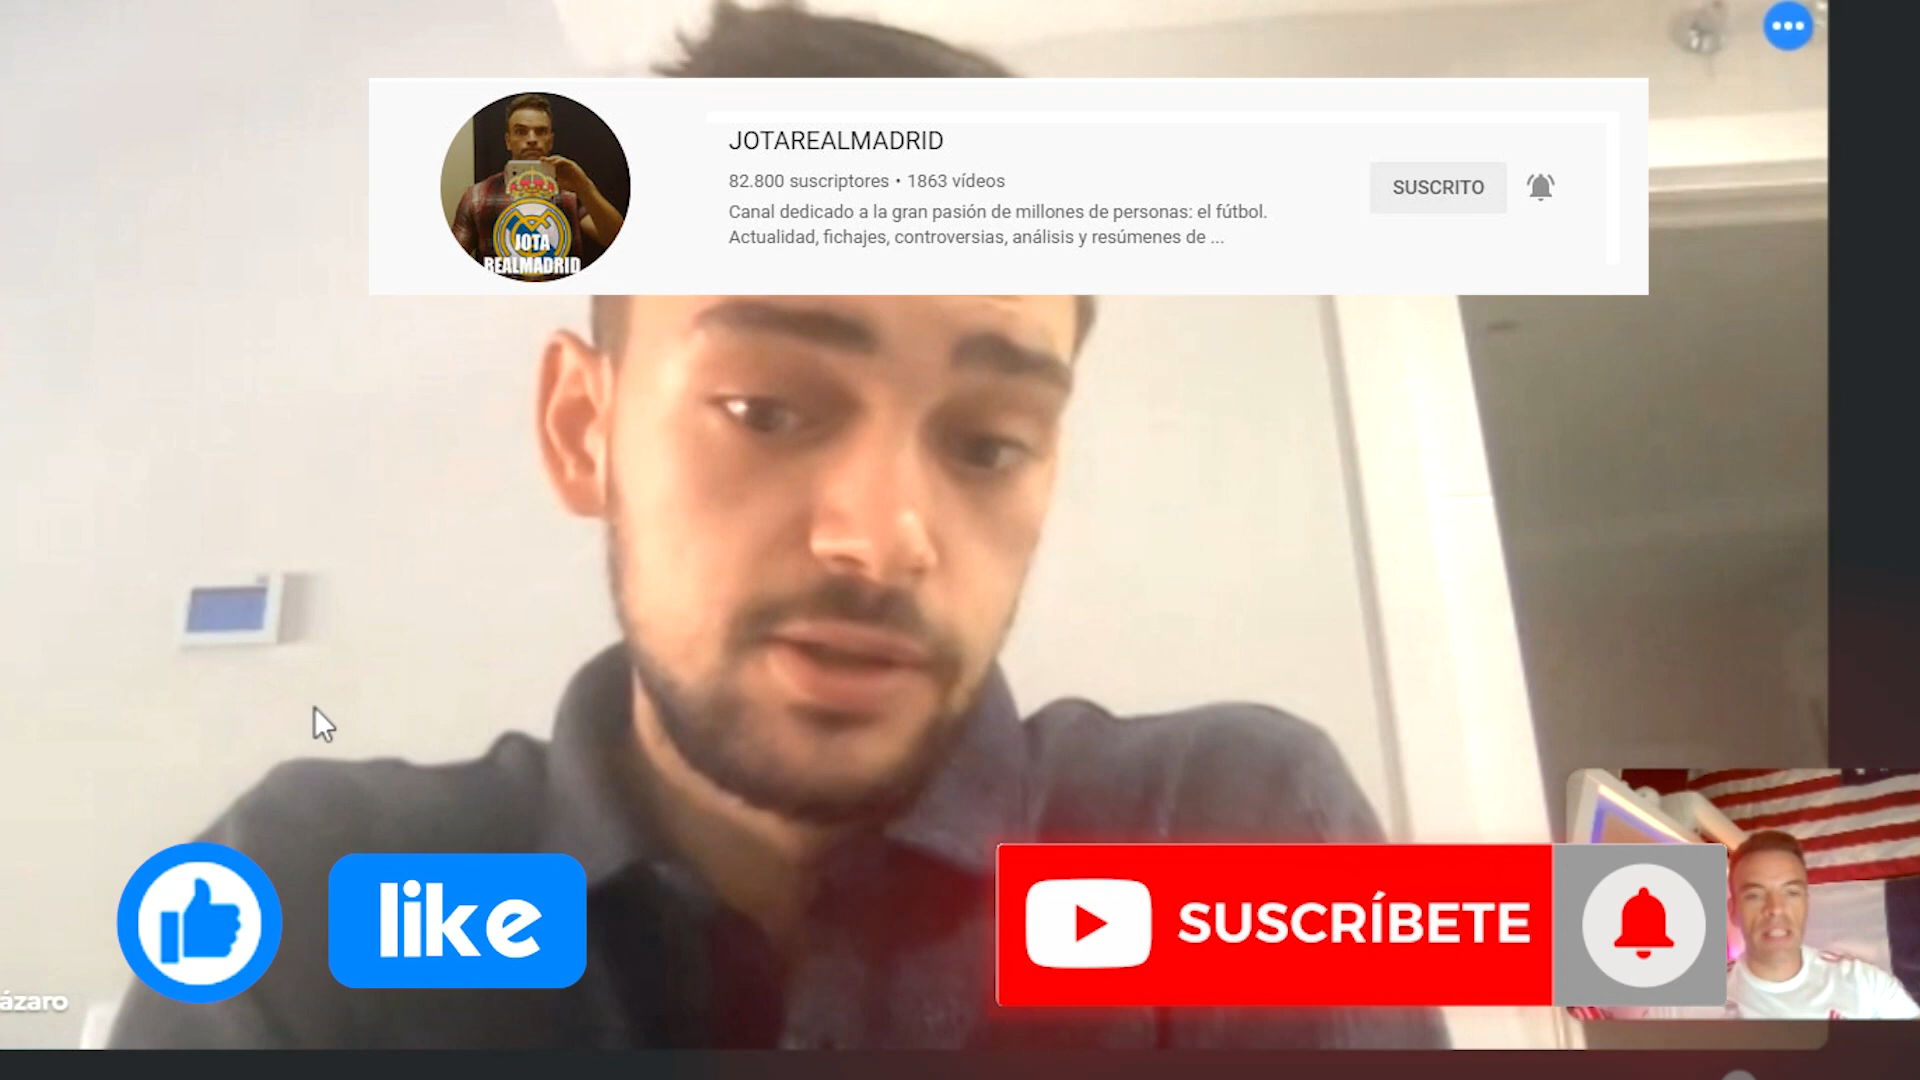 JOTAREALMADRID
82.800 suscriptores • 1863 vídeos
Canal dedicado a la gran pasión de millones de personas: el fútbol.
Actualidad, fichajes, controversias, análisis y resúmenes de ...
SUSCRITO
JOTA
REALMADRID
like
SUSCRÍBETE
ázaro